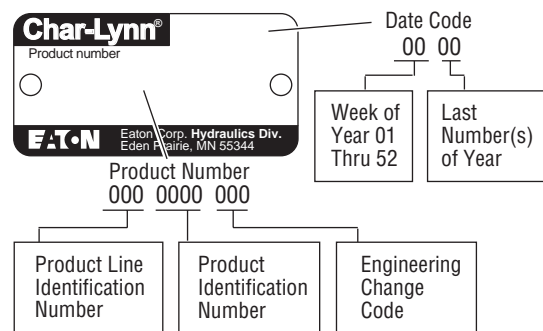 Char-Lynn®
Product number
EATON Eaton Corp. Hydraulics Div.
Eden Prairie, MN 55344
Date Code
00 00
Week of
Year 01
Thru 52
Last
Number(s)
of Year
Product Number
000 0000 000
Product Line
Identification
Number
Product
Identification
Number
Engineering
Change
Code